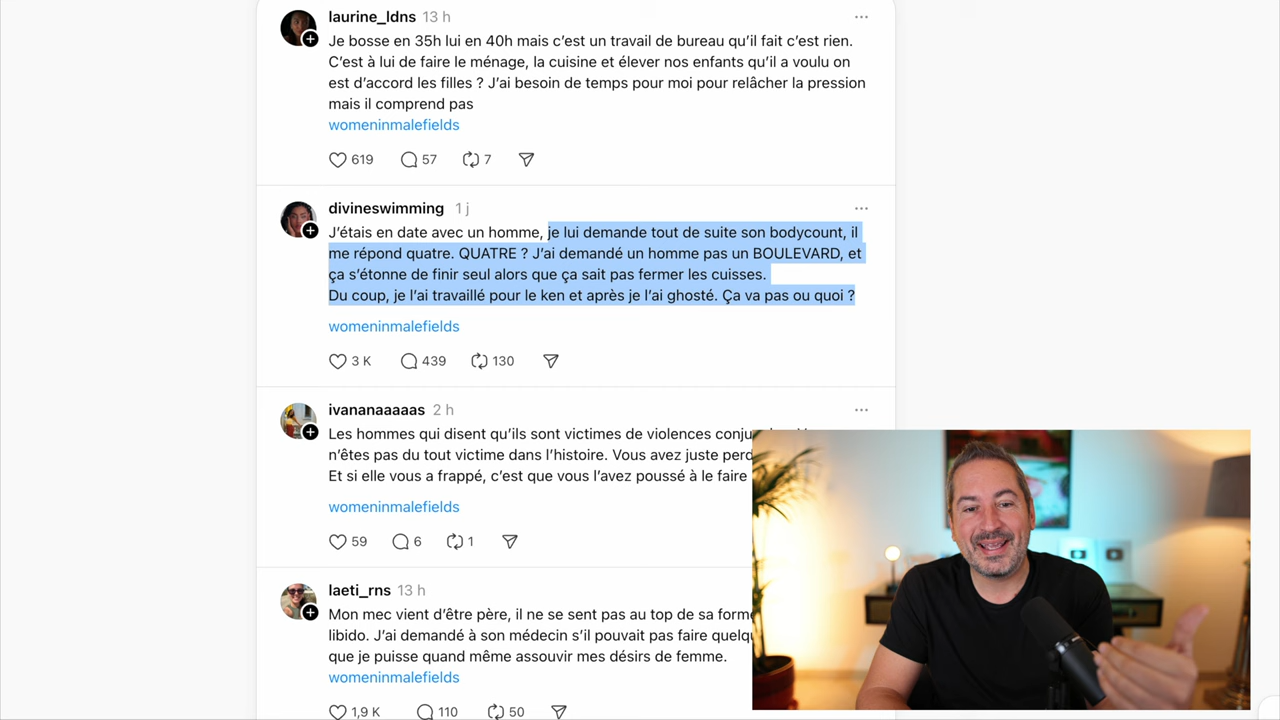 laurine_ldns 13 h
Je bosse en 35h lui en 40h mais c’est un travail de bureau qu’il fait c’est rien.
C’est à lui de faire le ménage, la cuisine et élever nos enfants qu’il a voulu on
est d’accord les filles ? J’ai besoin de temps pour moi pour relâcher la pression
mais il comprend pas
womeninmalefields
619 57 7
divineswimming 1 j
J’étais en date avec un homme, je lui demande tout de suite son bodycount, il
me répond quatre. QUATRE ? J’ai demandé un homme pas un BOULEVARD, et
ça s’étonne de finir seul alors que ça sait pas fermer les cuisses.
Du coup, je l’ai travaillé pour le ken et après je l’ai ghosté. Ça va pas ou quoi ?
womeninmalefields
3 K 439 130
ivananaaaaas 2 h
Les hommes qui disent qu’ils sont victimes de violences
n’êtes pas du tout victime dans l’histoire. Vous avez juste
Et si elle vous a frappé, c’est que vous l’avez poussé à le faire
womeninmalefields
59 6 1
laeti_rns 13 h
Mon mec vient d’être père, il ne se sent pas au top de sa
libido. J’ai demandé à son médecin s’il pouvait pas faire
que je puisse quand même assouvir mes désirs de femme.
womeninmalefields
1,9 K 110 50